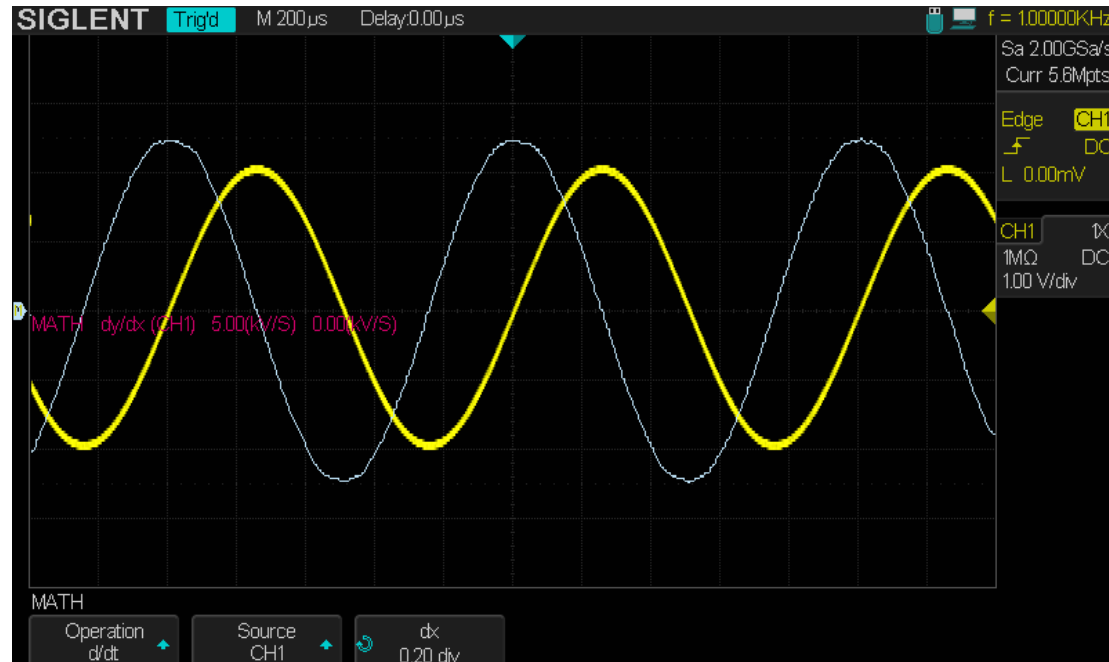 SIGLENT Trig'd M 200µs Delay:0.00µs f = 1.00000KHz
Sa 2.00GSa/s
Curr 5.6Mpts
Edge CH1
DC
L 0.00mV
CH1 1X
1MΩ DC
1.00 V/div
MATH dy/dx (CH1) 5.00(kV/S) 0.00(kV/S)
MATH
Operation
d/dt
Source
CH1
dx
0.20 div